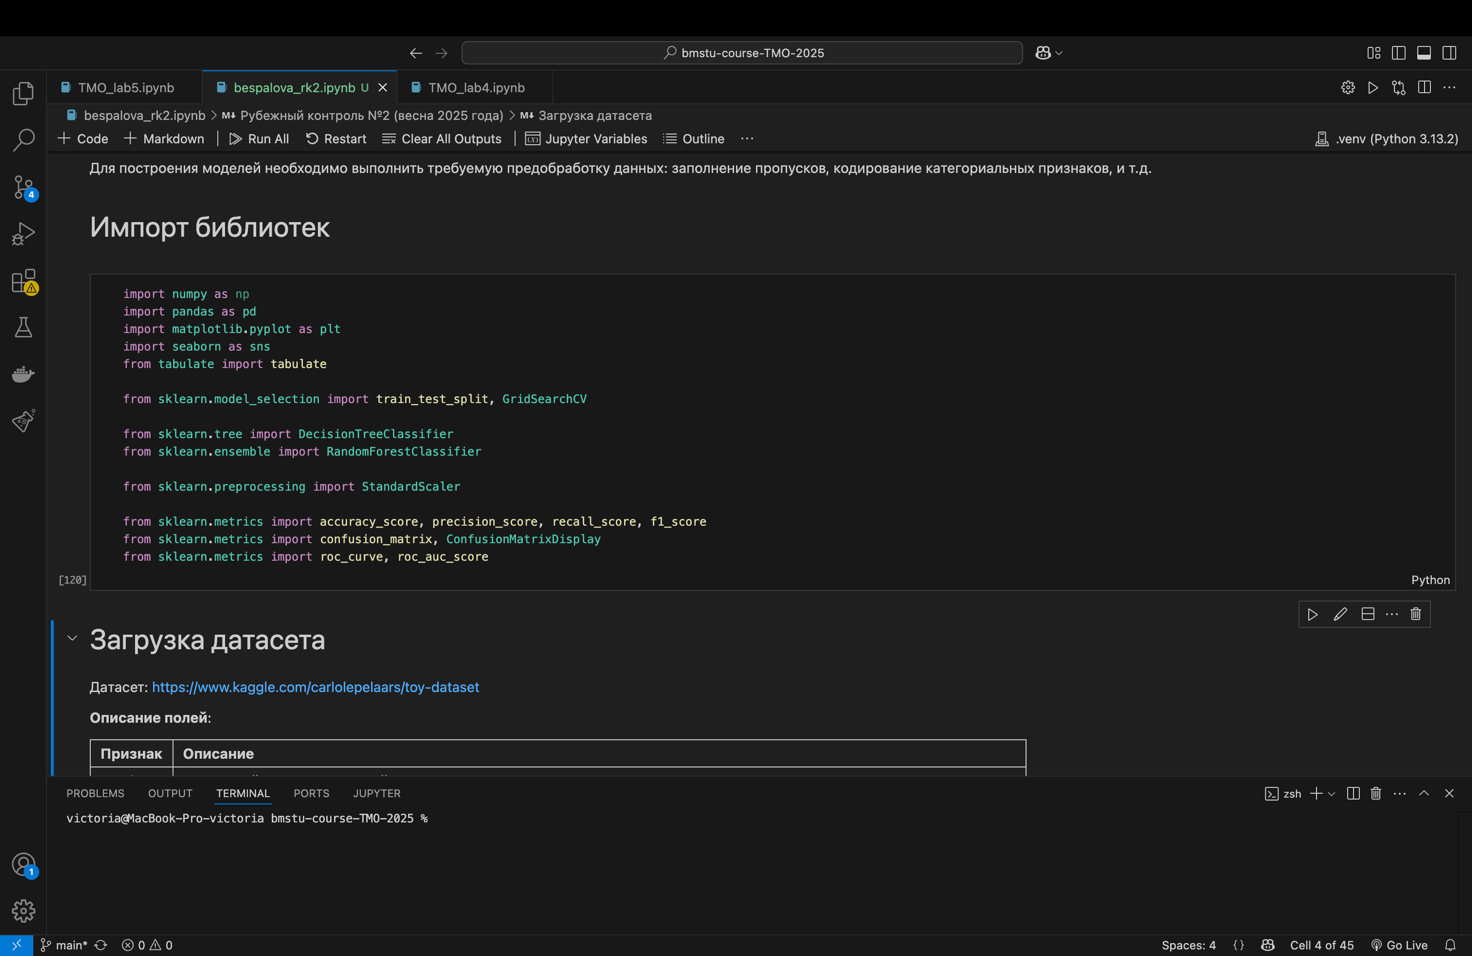 bmstu-course-TMO-2025
TMO_lab5.ipynb
bespalova_rk2.ipynb U
TMO_lab4.ipynb
bespalova_rk2.ipynb > M↓ Рубежный контроль №2 (весна 2025 года) > M↓ Загрузка датасета
+ Code + Markdown Run All Restart Clear All Outputs Jupyter Variables Outline ...
.venv (Python 3.13.2)
Для построения моделей необходимо выполнить требуемую предобработку данных: заполнение пропусков, кодирование категориальных признаков, и т.д.
Импорт библиотек
import numpy as np
import pandas as pd
import matplotlib.pyplot as plt
import seaborn as sns
from tabulate import tabulate
from sklearn.model_selection import train_test_split, GridSearchCV
from sklearn.tree import DecisionTreeClassifier
from sklearn.ensemble import RandomForestClassifier
from sklearn.preprocessing import StandardScaler
from sklearn.metrics import accuracy_score, precision_score, recall_score, f1_score
from sklearn.metrics import confusion_matrix, ConfusionMatrixDisplay
from sklearn.metrics import roc_curve, roc_auc_score
[120]
Python
Загрузка датасета
Датасет: https://www.kaggle.com/carlolepelaars/toy-dataset
Описание полей:
Признак Описание
PROBLEMS OUTPUT TERMINAL PORTS JUPYTER
zsh
victoria@MacBook-Pro-victoria bmstu-course-TMO-2025 %
4
1
main* 0 0
Spaces: 4 {} Cell 4 of 45 Go Live